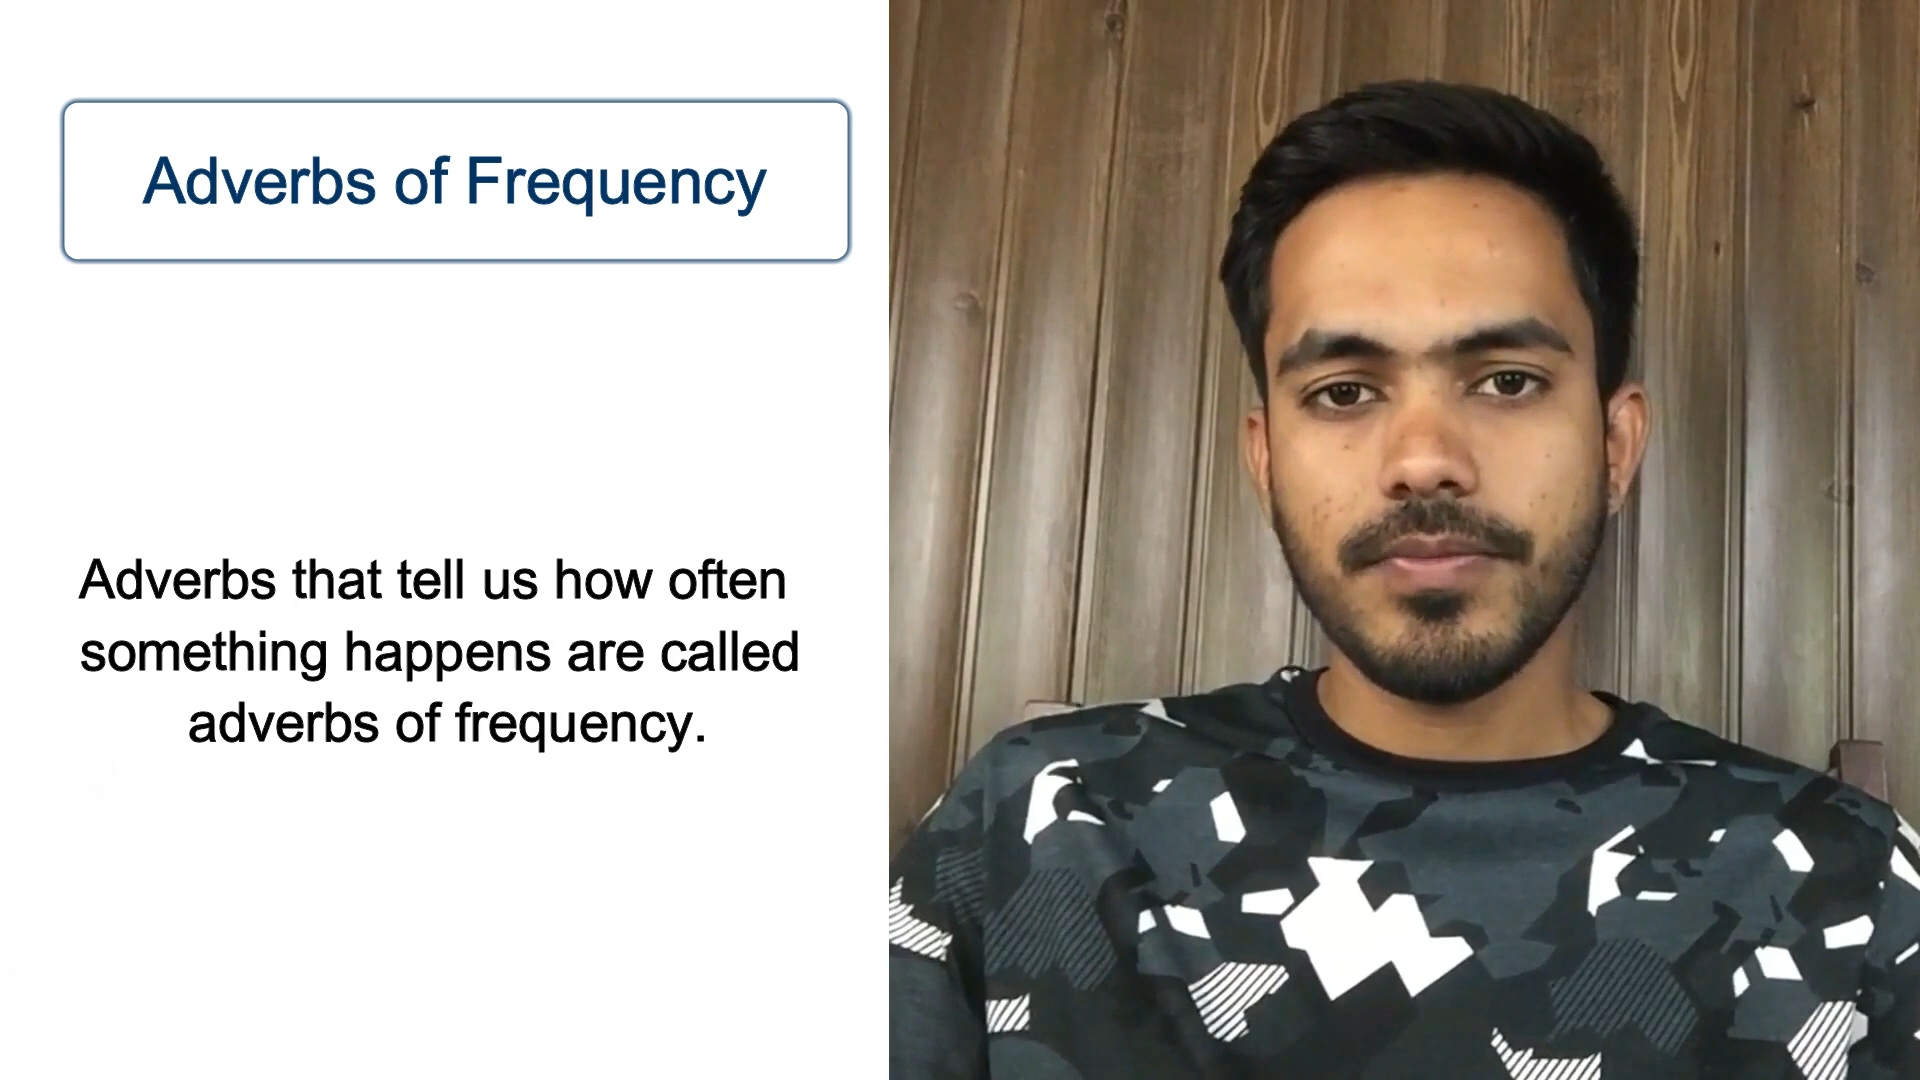 Adverbs of Frequency
Adverbs that tell us how often
something happens are called
adverbs of frequency.